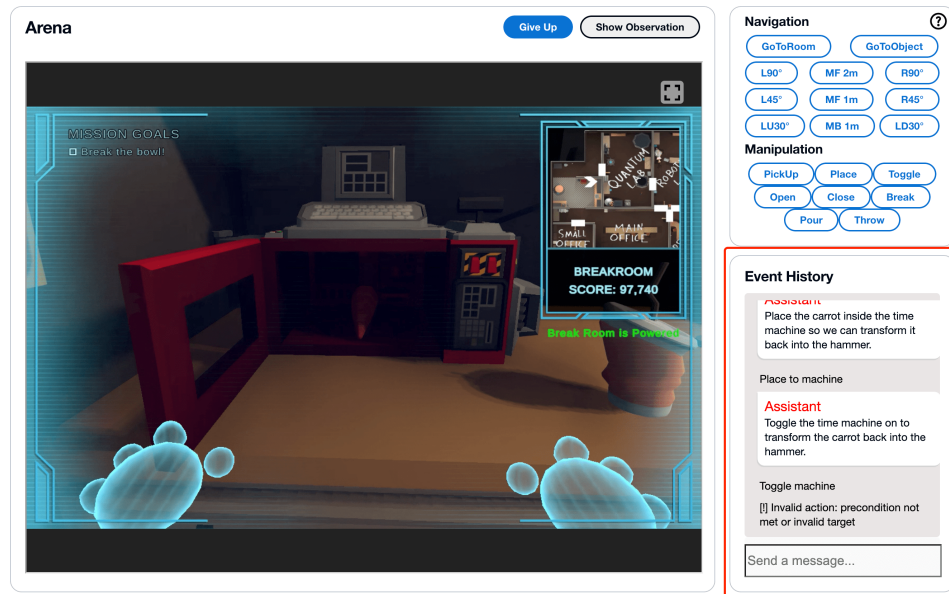 Arena
Give Up
Show Observation
MISSION GOALS
Break the bowl!
QUANTUM
LAB
SMALL
OFFICE
MAIN
OFFICE
BREAKROOM
SCORE: 97,740
Break Room is Powered
Navigation
?
GoToRoom
GoToObject
L90°
MF 2m
R90°
L45°
MF 1m
R45°
LU30°
MB 1m
LD30°
Manipulation
PickUp
Place
Toggle
Open
Close
Break
Pour
Throw
Event History
Assistant
Place the carrot inside the time
machine so we can transform it
back into the hammer.
Place to machine
Assistant
Toggle the time machine on to
transform the carrot back into the
hammer.
Toggle machine
[!] Invalid action: precondition not
met or invalid target
Send a message...